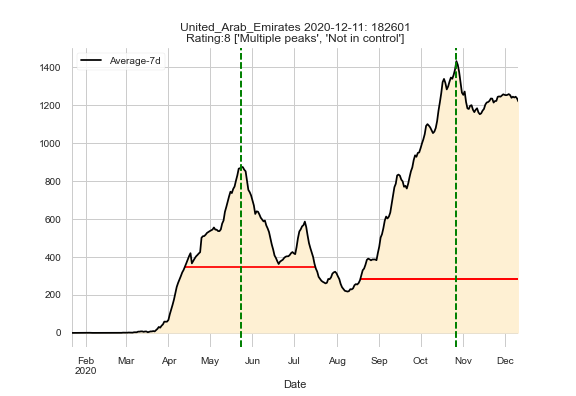 United_Arab_Emirates 2020-12-11: 182601
Rating:8 ['Multiple peaks', 'Not in control']
Average-7d
1400
1200
1000
800
600
400
200
0
Feb Mar Apr May Jun Jul Aug Sep Oct Nov Dec
2020
Date